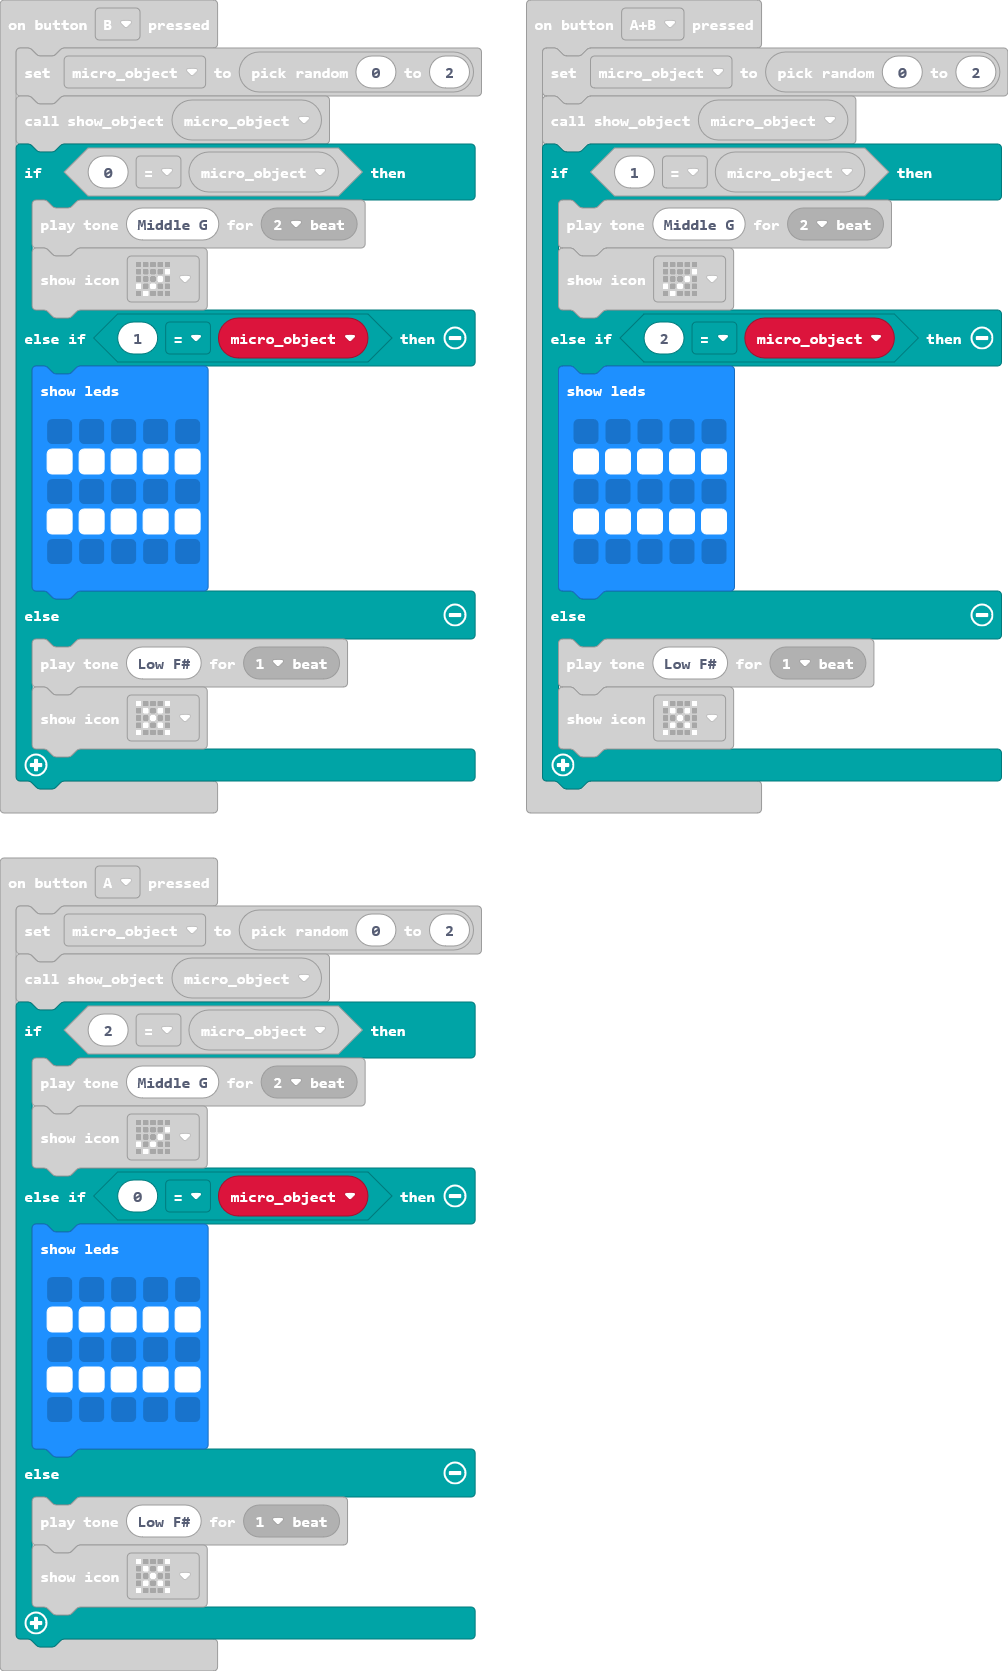 on button B pressed
set micro_object to pick random 0 to 2
call show_object micro_object
if 0 = micro_object then
play tone Middle G for 2 beat
show icon
else if 1 = micro_object then
show leds
else
play tone Low F# for 1 beat
show icon
on button A+B pressed
set micro_object to pick random 0 to 2
call show_object micro_object
if 1 = micro_object then
play tone Middle G for 2 beat
show icon
else if 2 = micro_object then
show leds
else
play tone Low F# for 1 beat
show icon
on button A pressed
set micro_object to pick random 0 to 2
call show_object micro_object
if 2 = micro_object then
play tone Middle G for 2 beat
show icon
else if 0 = micro_object then
show leds
else
play tone Low F# for 1 beat
show icon